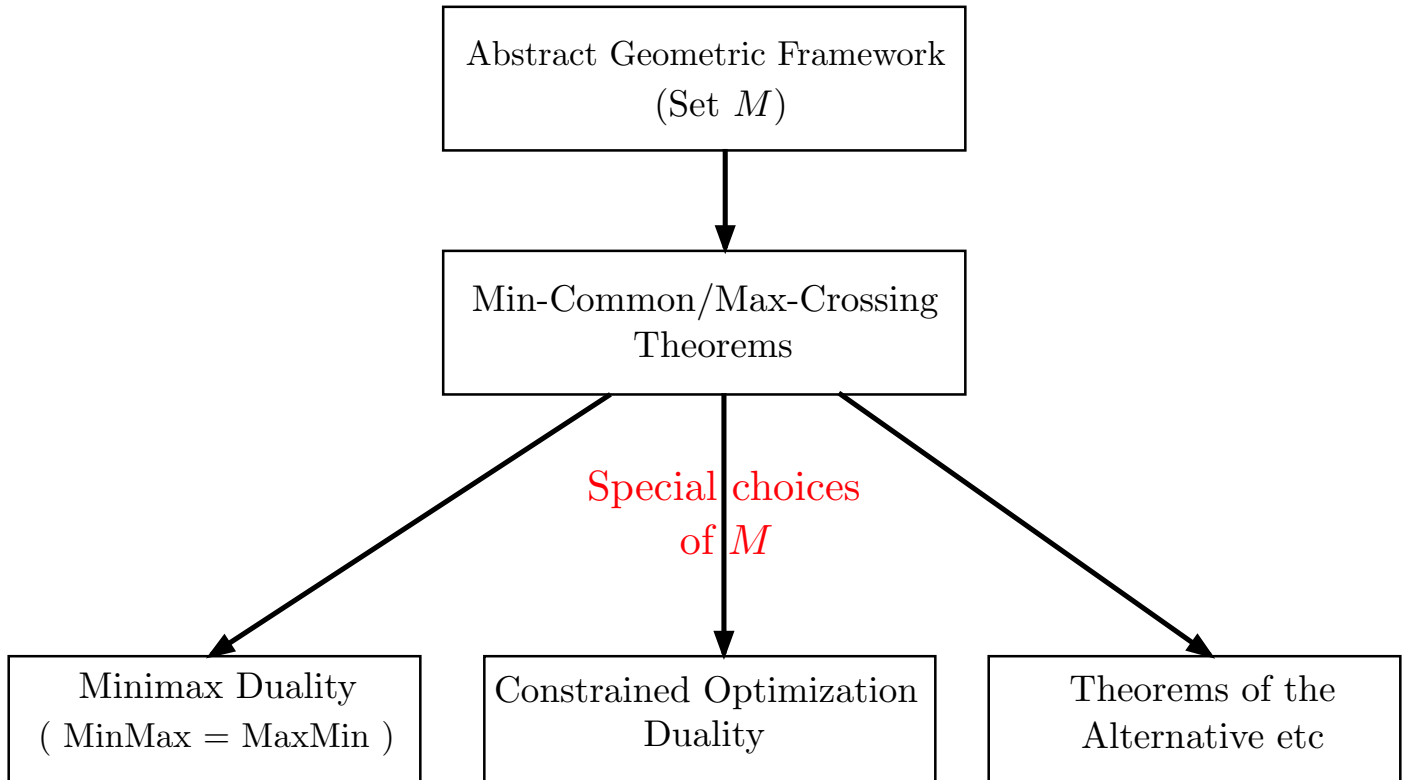 Abstract Geometric Framework
(Set M)
Min-Common/Max-Crossing
Theorems
Special choices
of M
Minimax Duality
( MinMax = MaxMin )
Constrained Optimization
Duality
Theorems of the
Alternative etc